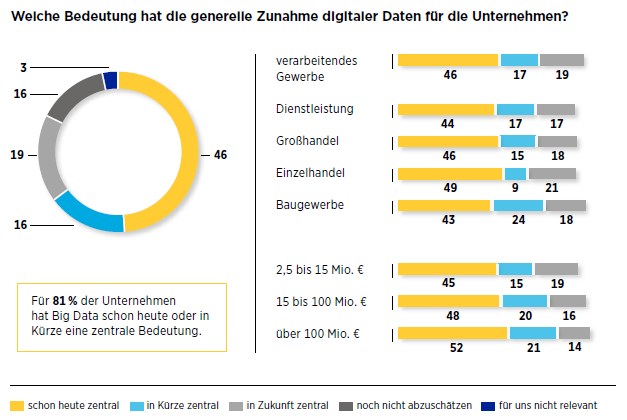 Welche Bedeutung hat die generelle Zunahme digitaler Daten für die Unternehmen?
3
16
19
46
16
Für 81 % der Unternehmen
hat Big Data schon heute oder in
Kürze eine zentrale Bedeutung.
verarbeitendes
Gewerbe
46 17 19
Dienstleistung
44 17 17
Großhandel
46 15 18
Einzelhandel
49 9 21
Baugewerbe
43 24 18
2,5 bis 15 Mio. €
45 15 19
15 bis 100 Mio. €
48 20 16
über 100 Mio. €
52 21 14
schon heute zentral in Kürze zentral in Zukunft zentral noch nicht abzuschätzen für uns nicht relevant